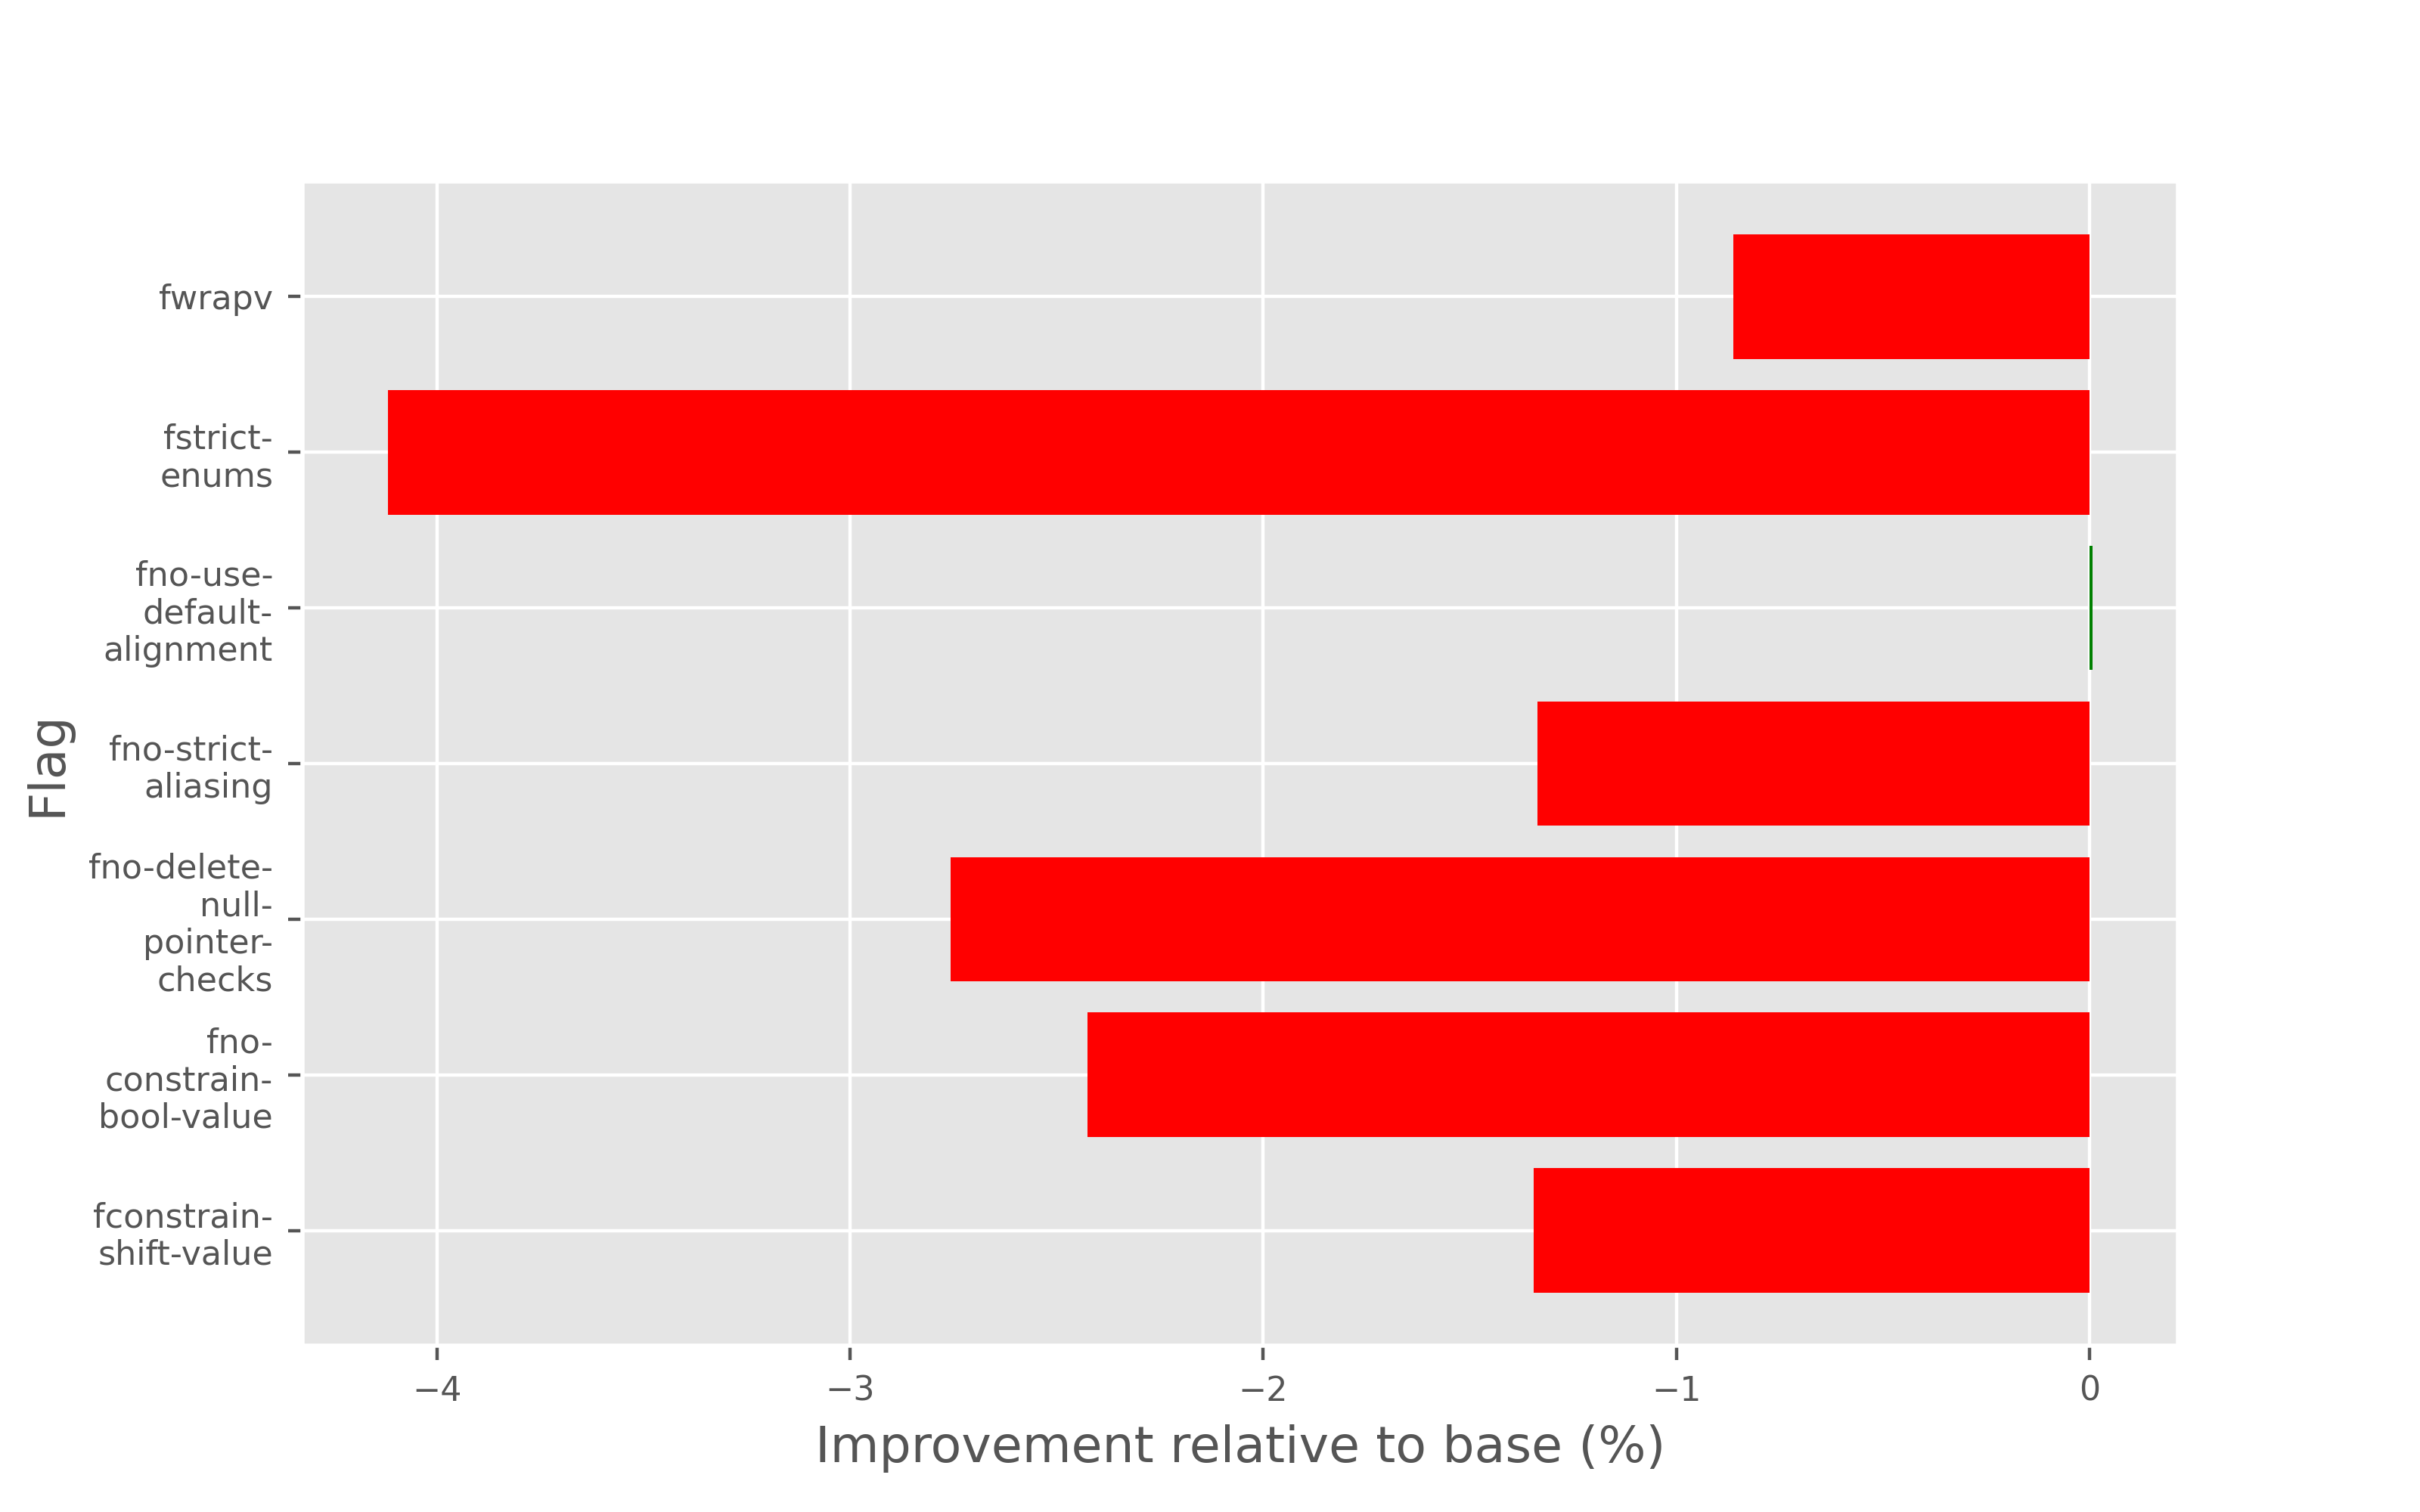 fwrapv
fstrict-
enums
fno-use-
default-
alignment
fno-strict-
aliasing
fno-delete-
null-
pointer-
checks
fno-
constrain-
bool-value
fconstrain-
shift-value
Flag
−4 −3 −2 −1 0
Improvement relative to base (%)